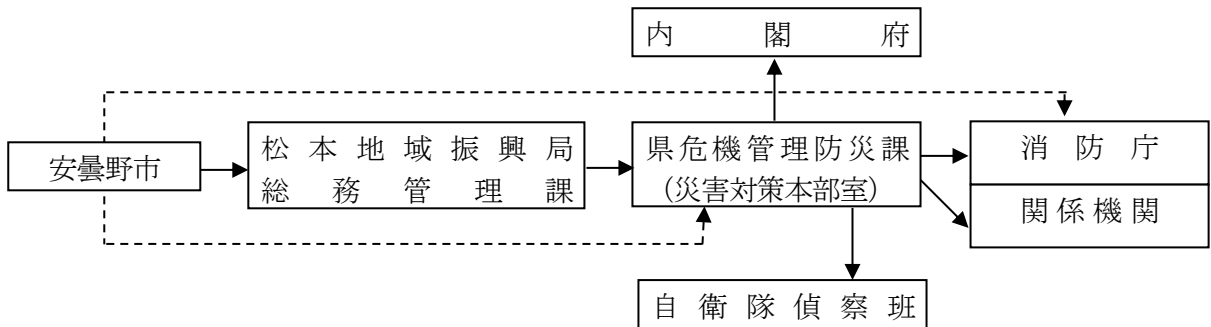 内閣府
安曇野市
松本地域振興局
総務管理課
県危機管理防災課
(災害対策本部室)
消防庁
関係機関
自衛隊偵察班